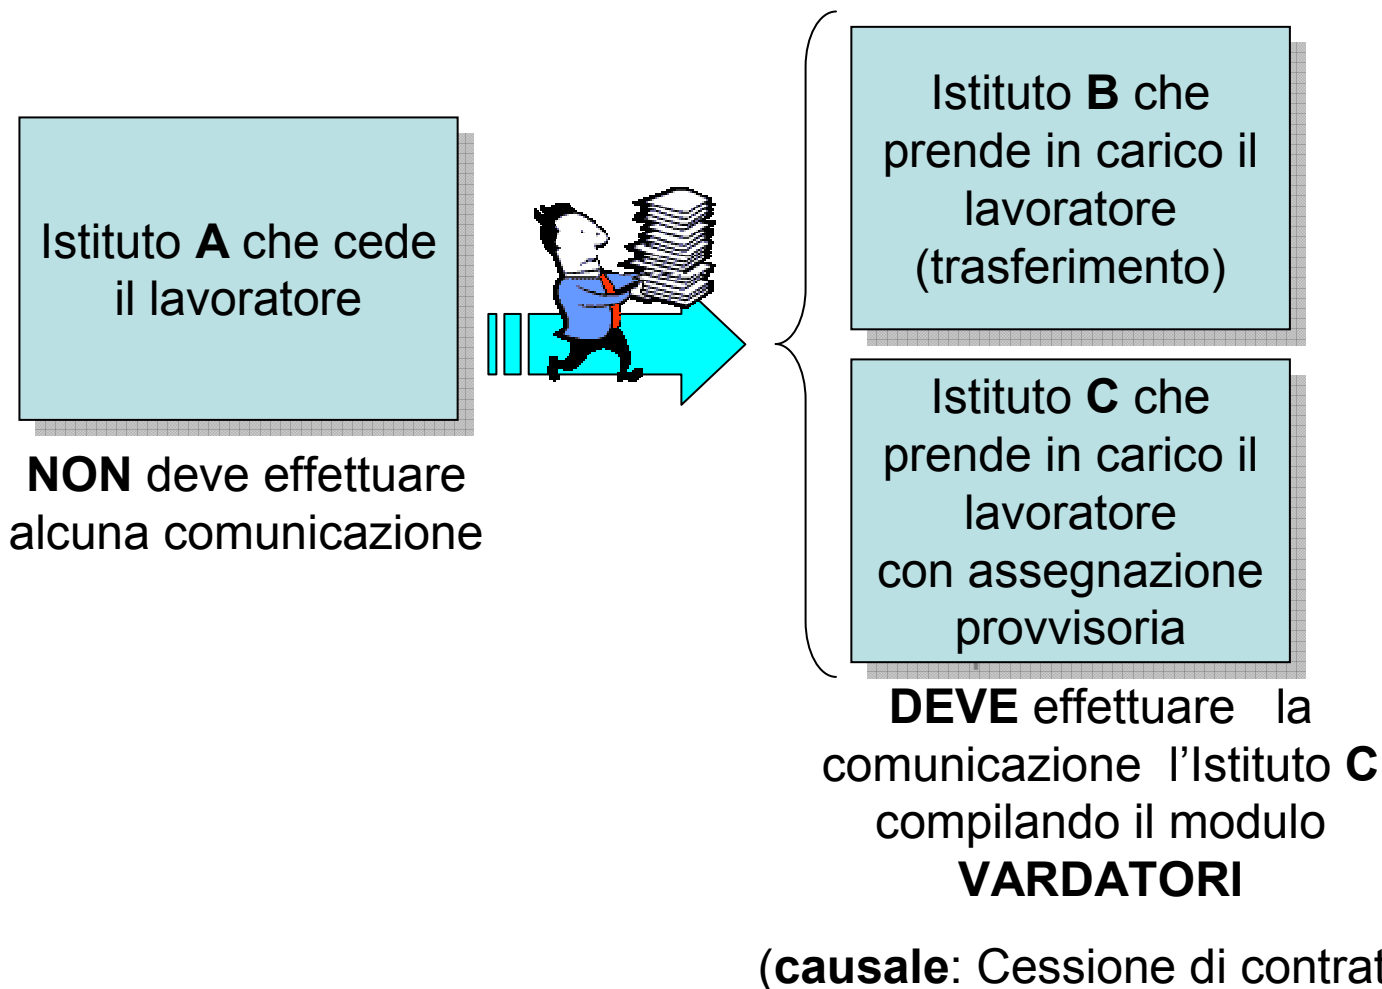 Istituto A che cede
il lavoratore
NON deve effettuare
alcuna comunicazione
Istituto B che
prende in carico il
lavoratore
(trasferimento)
Istituto C che
prende in carico il
lavoratore
con assegnazione
provvisoria
DEVE effettuare la
comunicazione l’Istituto C
compilando il modulo
VARDATORI
(causale: Cessione di contrat